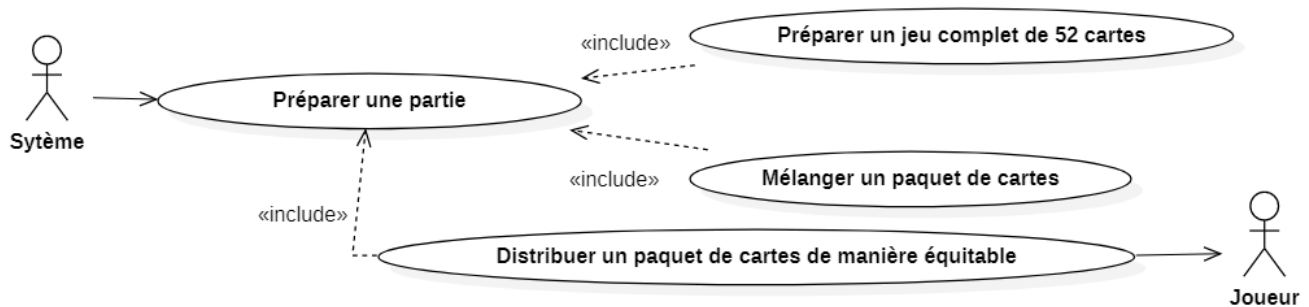 «include»
Préparer un jeu complet de 52 cartes
Préparer une partie
Sytème
«include»
Mélanger un paquet de cartes
«include»
Distribuer un paquet de cartes de manière équitable
Joueur